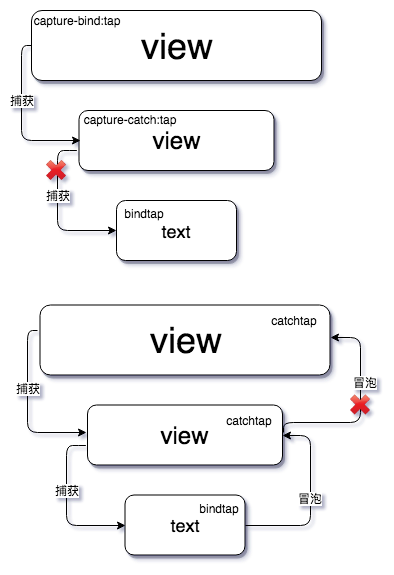 capture-bind:tap
view
捕获
capture-catch:tap
view
捕获
bindtap
text
catchtap
view
捕获
冒泡
catchtap
view
捕获
冒泡
bindtap
text